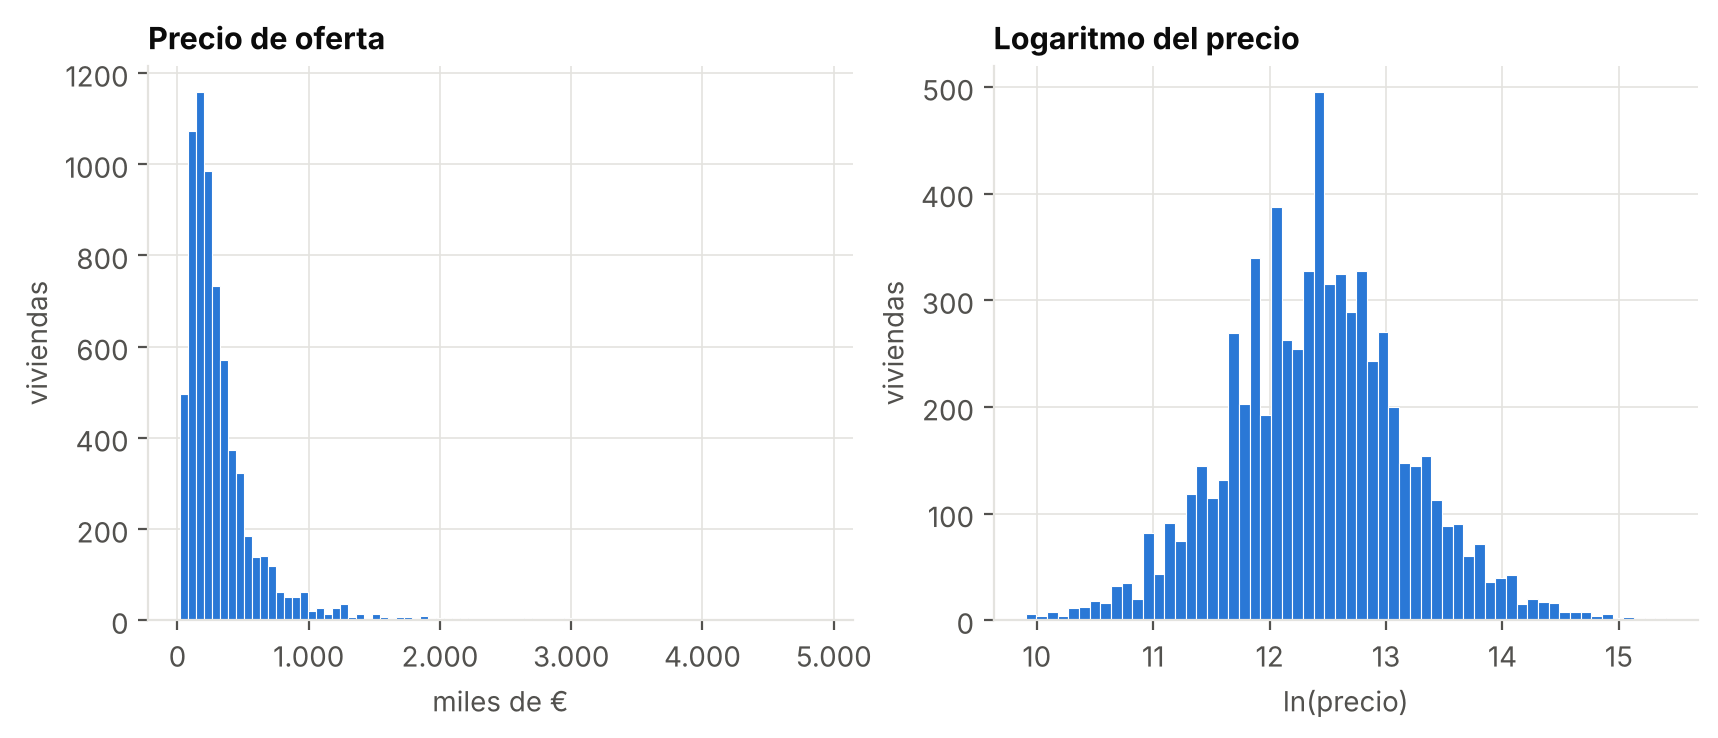 Precio de oferta
1200
1000
800
600
400
200
0
viviendas
0 1.000 2.000 3.000 4.000 5.000
miles de €
Logaritmo del precio
500
400
300
200
100
0
viviendas
10 11 12 13 14 15
ln(precio)